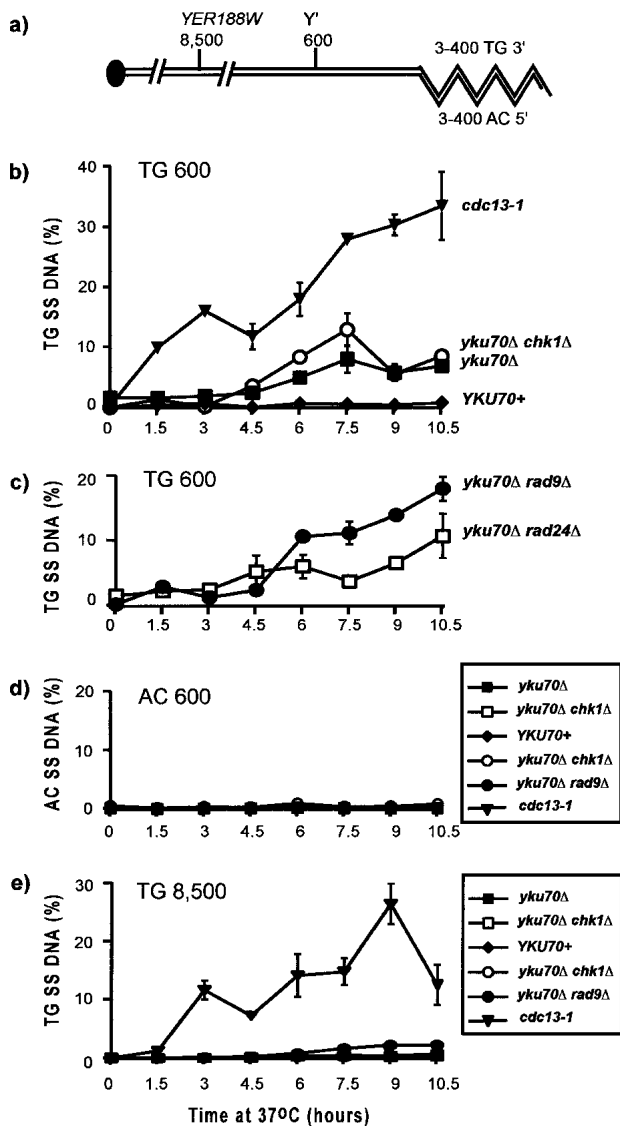 a)
YER188W
8,500
Y'
600
3-400 TG 3'
3-400 AC 5'
b)
TG 600
TG SS DNA (%)
40
30
20
10
0
0 1.5 3 4.5 6 7.5 9 10.5
cdc13-1
yku70Δ chk1Δ
yku70Δ
YKU70+
c)
TG 600
TG SS DNA (%)
20
10
0
0 1.5 3 4.5 6 7.5 9 10.5
yku70Δ rad9Δ
yku70Δ rad24Δ
d)
AC 600
AC SS DNA (%)
20
10
0
0 1.5 3 4.5 6 7.5 9 10.5
yku70Δ
yku70Δ chk1Δ
YKU70+
yku70Δ chk1Δ
yku70Δ rad9Δ
cdc13-1
e)
TG 8,500
TG SS DNA (%)
30
20
10
0
0 1.5 3 4.5 6 7.5 9 10.5
yku70Δ
yku70Δ chk1Δ
YKU70+
yku70Δ chk1Δ
yku70Δ rad9Δ
cdc13-1
Time at 37ºC (hours)